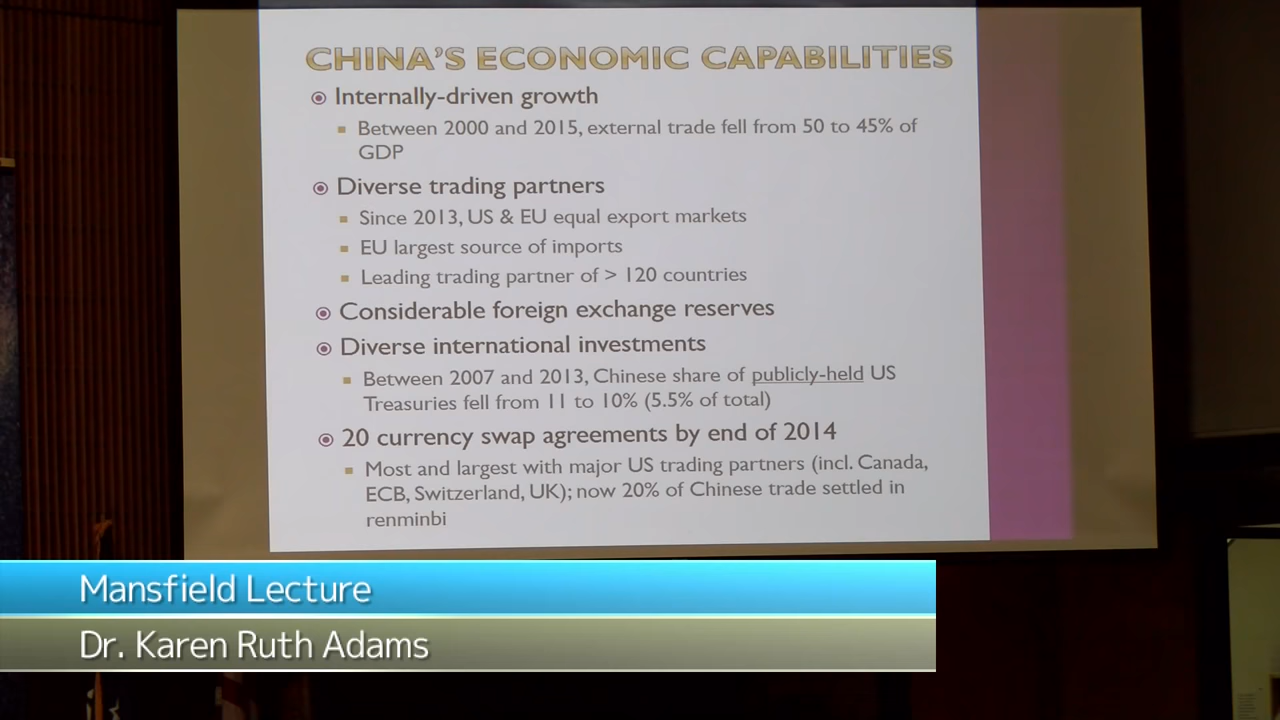 CHINA'S ECONOMIC CAPABILITIES
Internally-driven growth
Between 2000 and 2015, external trade fell from 50 to 45% of
GDP
Diverse trading partners
Since 2013, US & EU equal export markets
EU largest source of imports
Leading trading partner of > 120 countries
Considerable foreign exchange reserves
Diverse international investments
Between 2007 and 2013, Chinese share of publicly-held US
Treasuries fell from 11 to 10% (5.5% of total)
20 currency swap agreements by end of 2014
Most and largest with major US trading partners (incl. Canada,
ECB, Switzerland, UK); now 20% of Chinese trade settled in
renminbi
Mansfield Lecture
Dr. Karen Ruth Adams